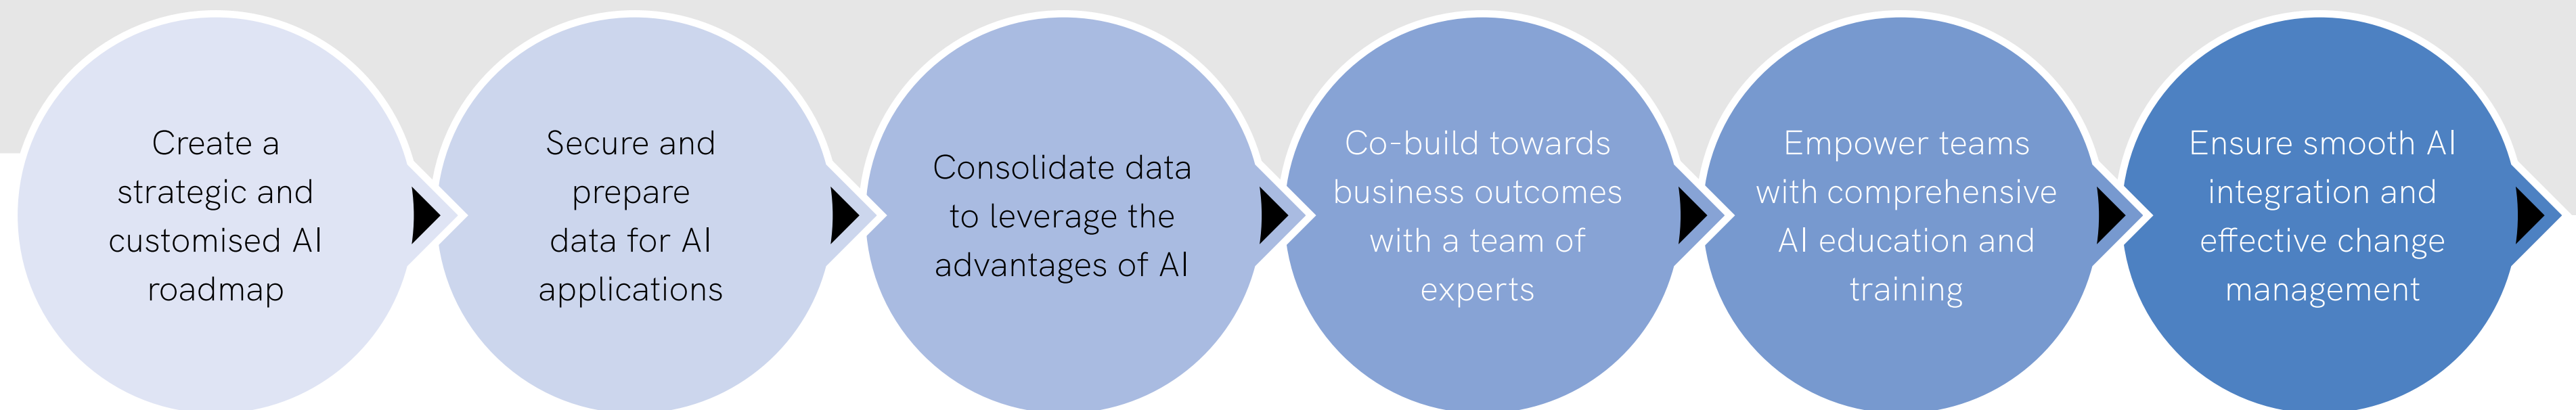 Create a
strategic and
customised AI
roadmap
Secure and
prepare
data for AI
applications
Consolidate data
to leverage the
advantages of AI
Co-build towards
business outcomes
with a team of
experts
Empower teams
with comprehensive
AI education and
training
Ensure smooth AI
integration and
effective change
management